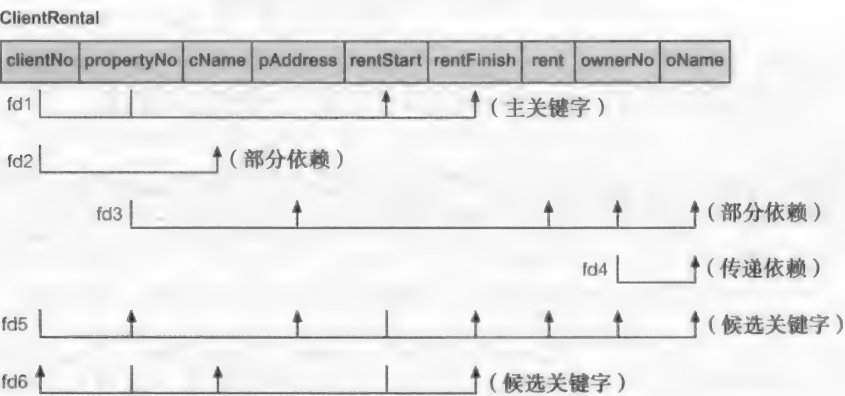 ClientRental
clientNo propertyNo cName pAddress rentStart rentFinish rent ownerNo oName
fd1 (主关键字)
fd2 (部分依赖)
fd3 (部分依赖)
fd4 (传递依赖)
fd5 (候选关键字)
fd6 (候选关键字)